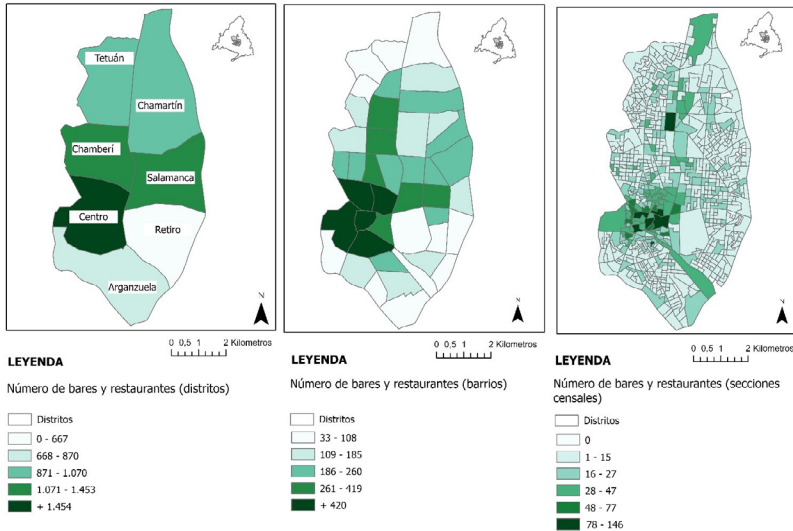 Tetuán
Chamartín
Chamberí
Salamanca
Centro
Retiro
Arganzuela
N
0 0,5 1 2 Kilometros
LEYENDA
Número de bares y restaurantes (distritos)
Distritos
0 - 667
668 - 870
871 - 1.070
1.071 - 1.453
+ 1.454
N
0 0,5 1 2 Kilometros
LEYENDA
Número de bares y restaurantes (barrios)
Distritos
33 - 108
109 - 185
186 - 260
261 - 419
+ 420
N
0 0,5 1 2 Kilometros
LEYENDA
Número de bares y restaurantes (secciones
censales)
Distritos
0
1 - 15
16 - 27
28 - 47
48 - 77
78 - 146